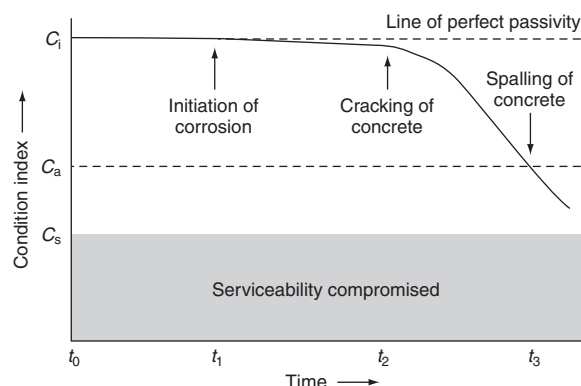 Line of perfect passivity
Cᵢ
Initiation of
corrosion
Cracking of
concrete
Spalling of
concrete
Condition index
Cₐ
Cₛ
Serviceability compromised
t₀
t₁
t₂
t₃
Time